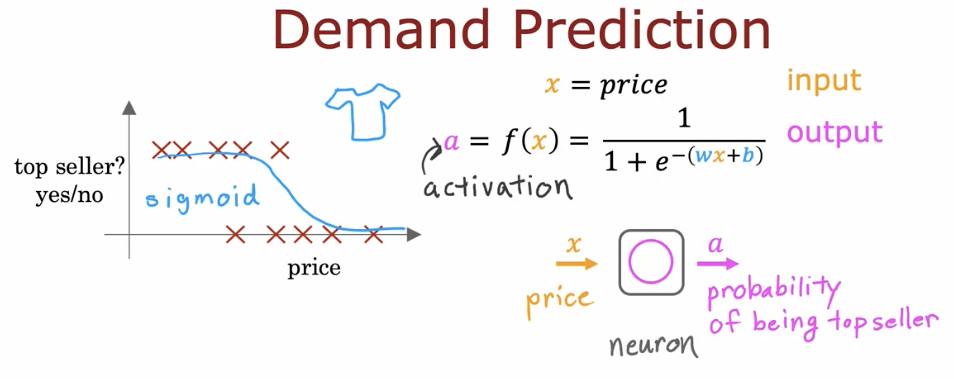 Demand Prediction
top seller?
yes/no
sigmoid
price
x = price
input
a = f(x) = 1 / (1 + e^−(wx+b))
output
activation
x
price
neuron
a
probability
of being top seller